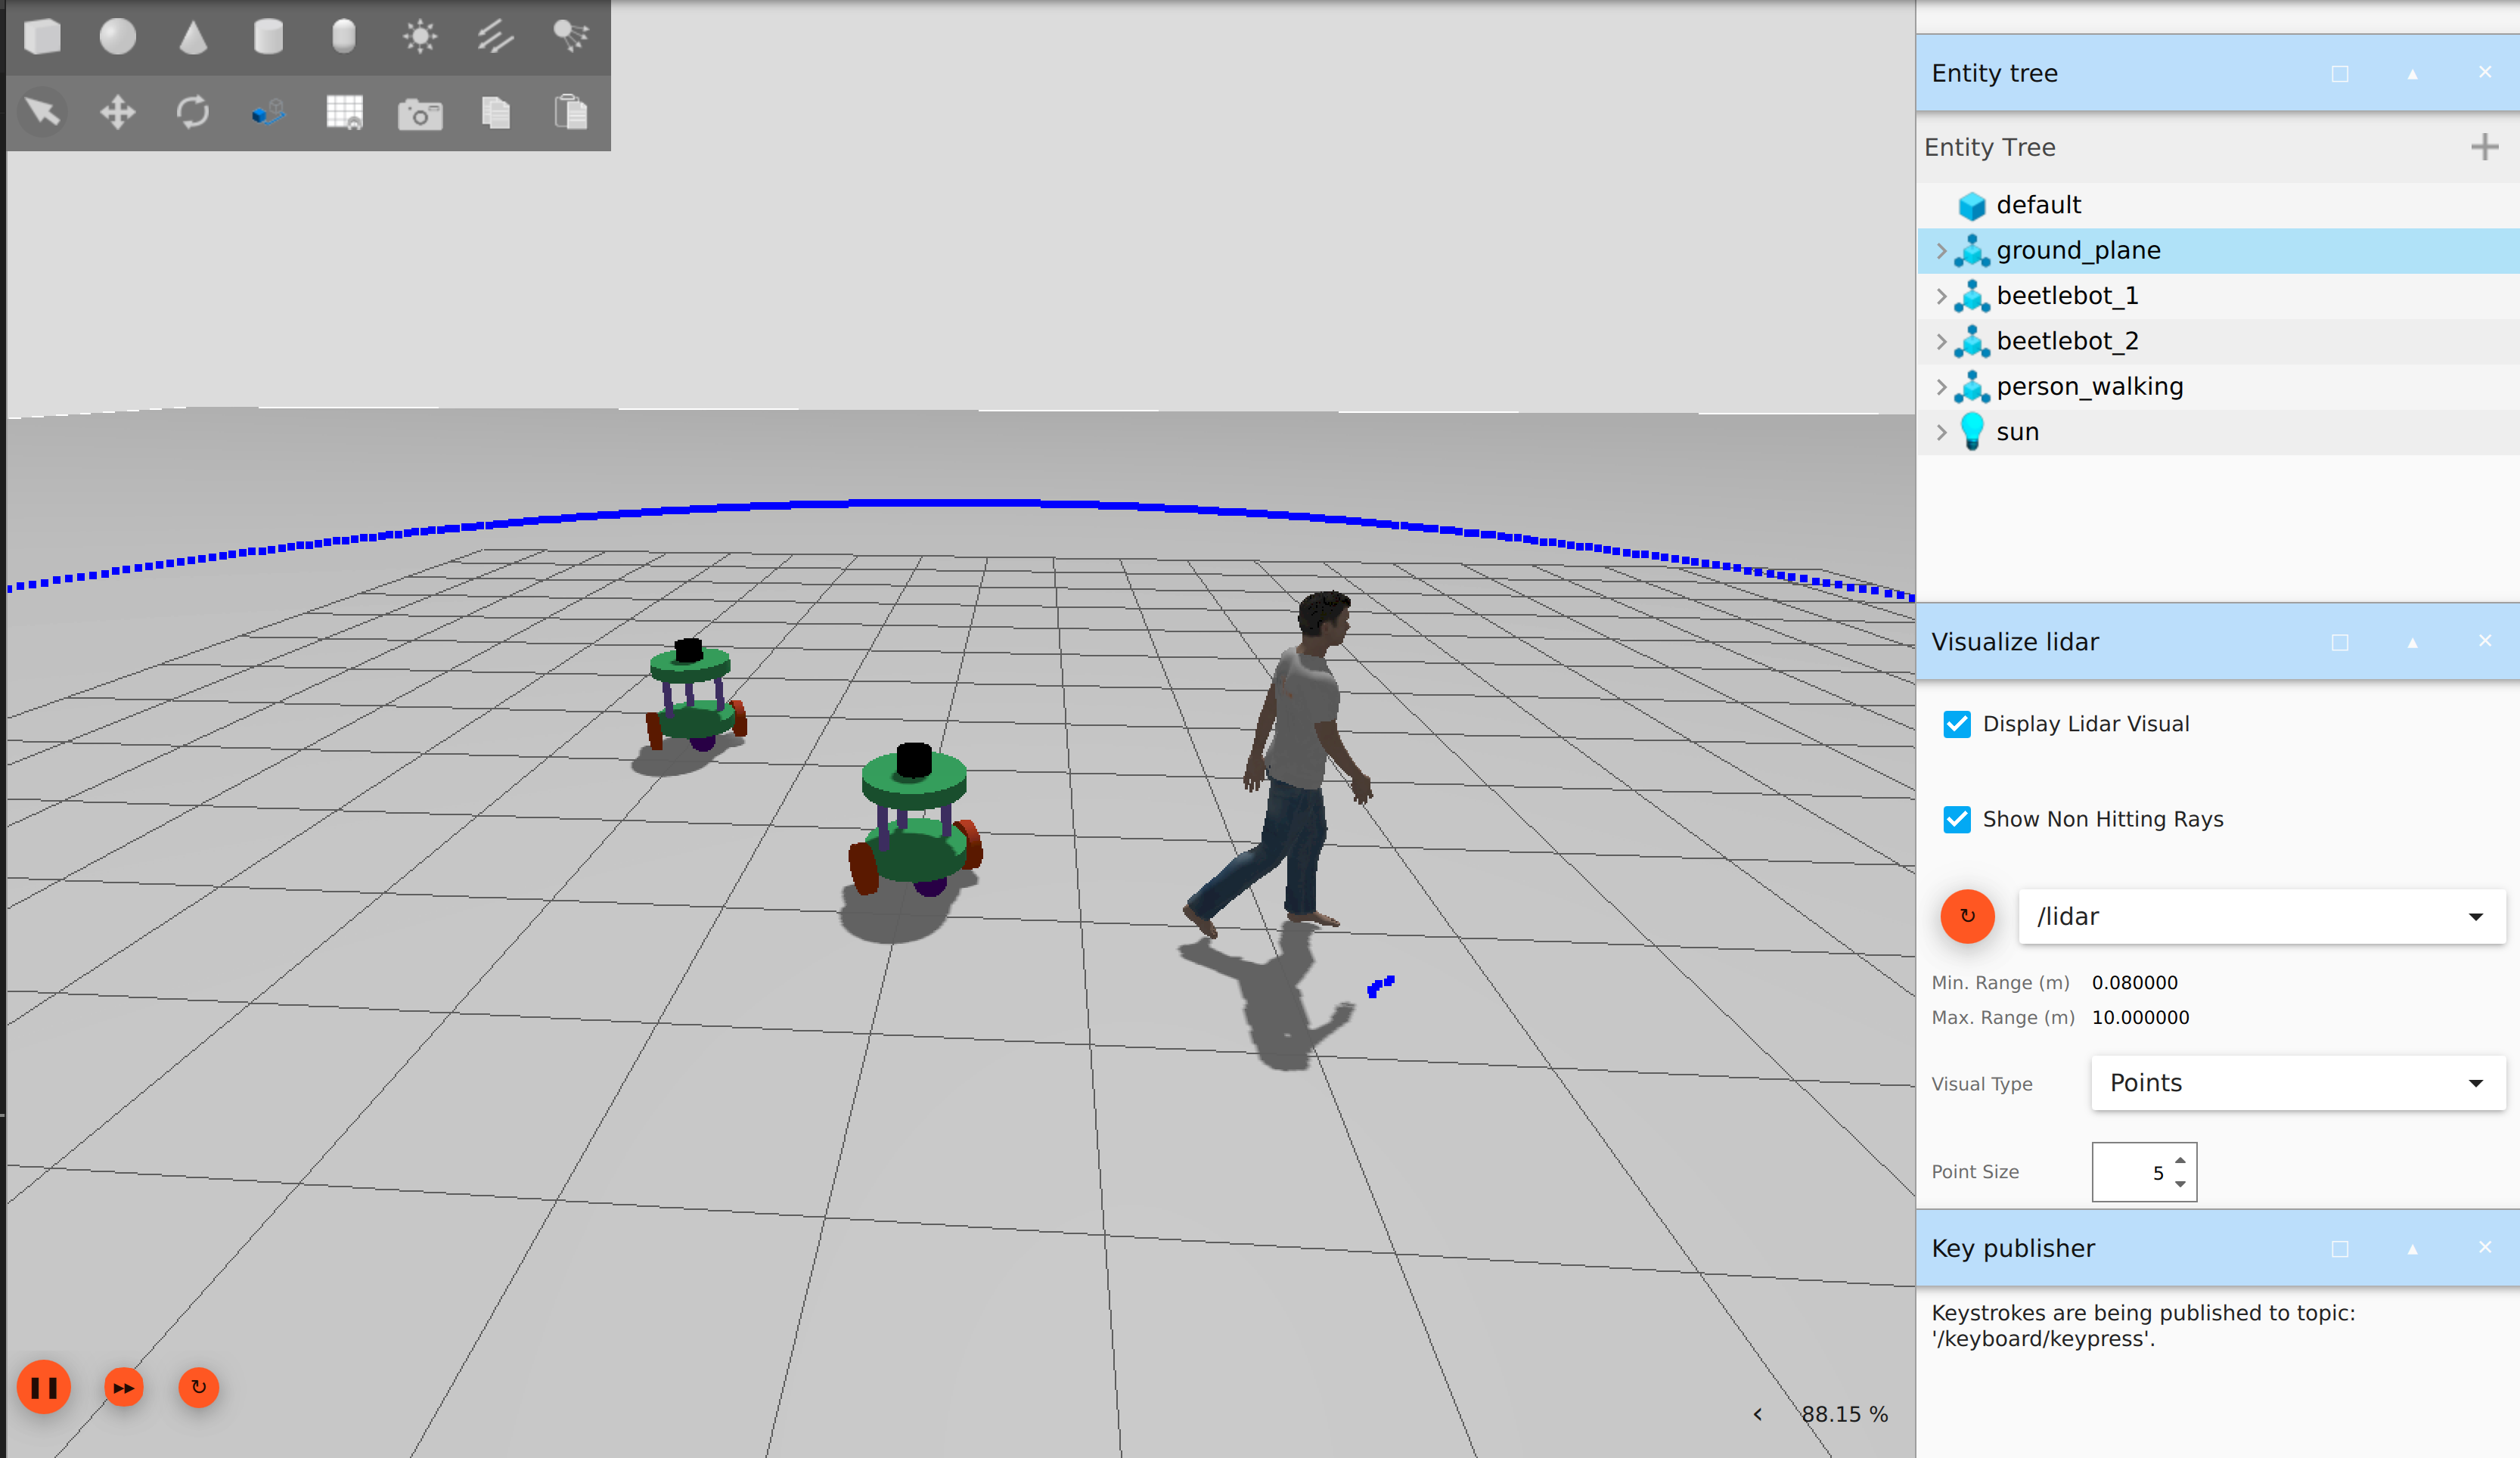 Entity tree
Entity Tree
default
ground_plane
beetlebot_1
beetlebot_2
person_walking
sun
Visualize lidar
Display Lidar Visual
Show Non Hitting Rays
/lidar
Min. Range (m) 0.080000
Max. Range (m) 10.000000
Visual Type Points
Point Size 5
Key publisher
Keystrokes are being published to topic:
'/keyboard/keypress'.
88.15 %